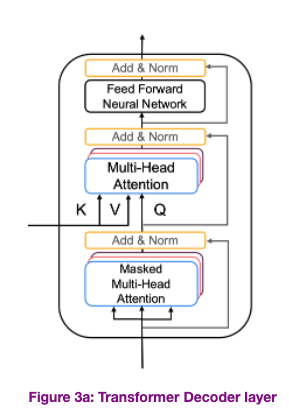 Add & Norm
Feed Forward
Neural Network
Add & Norm
Multi-Head
Attention
K V Q
Add & Norm
Masked
Multi-Head
Attention
Figure 3a: Transformer Decoder layer